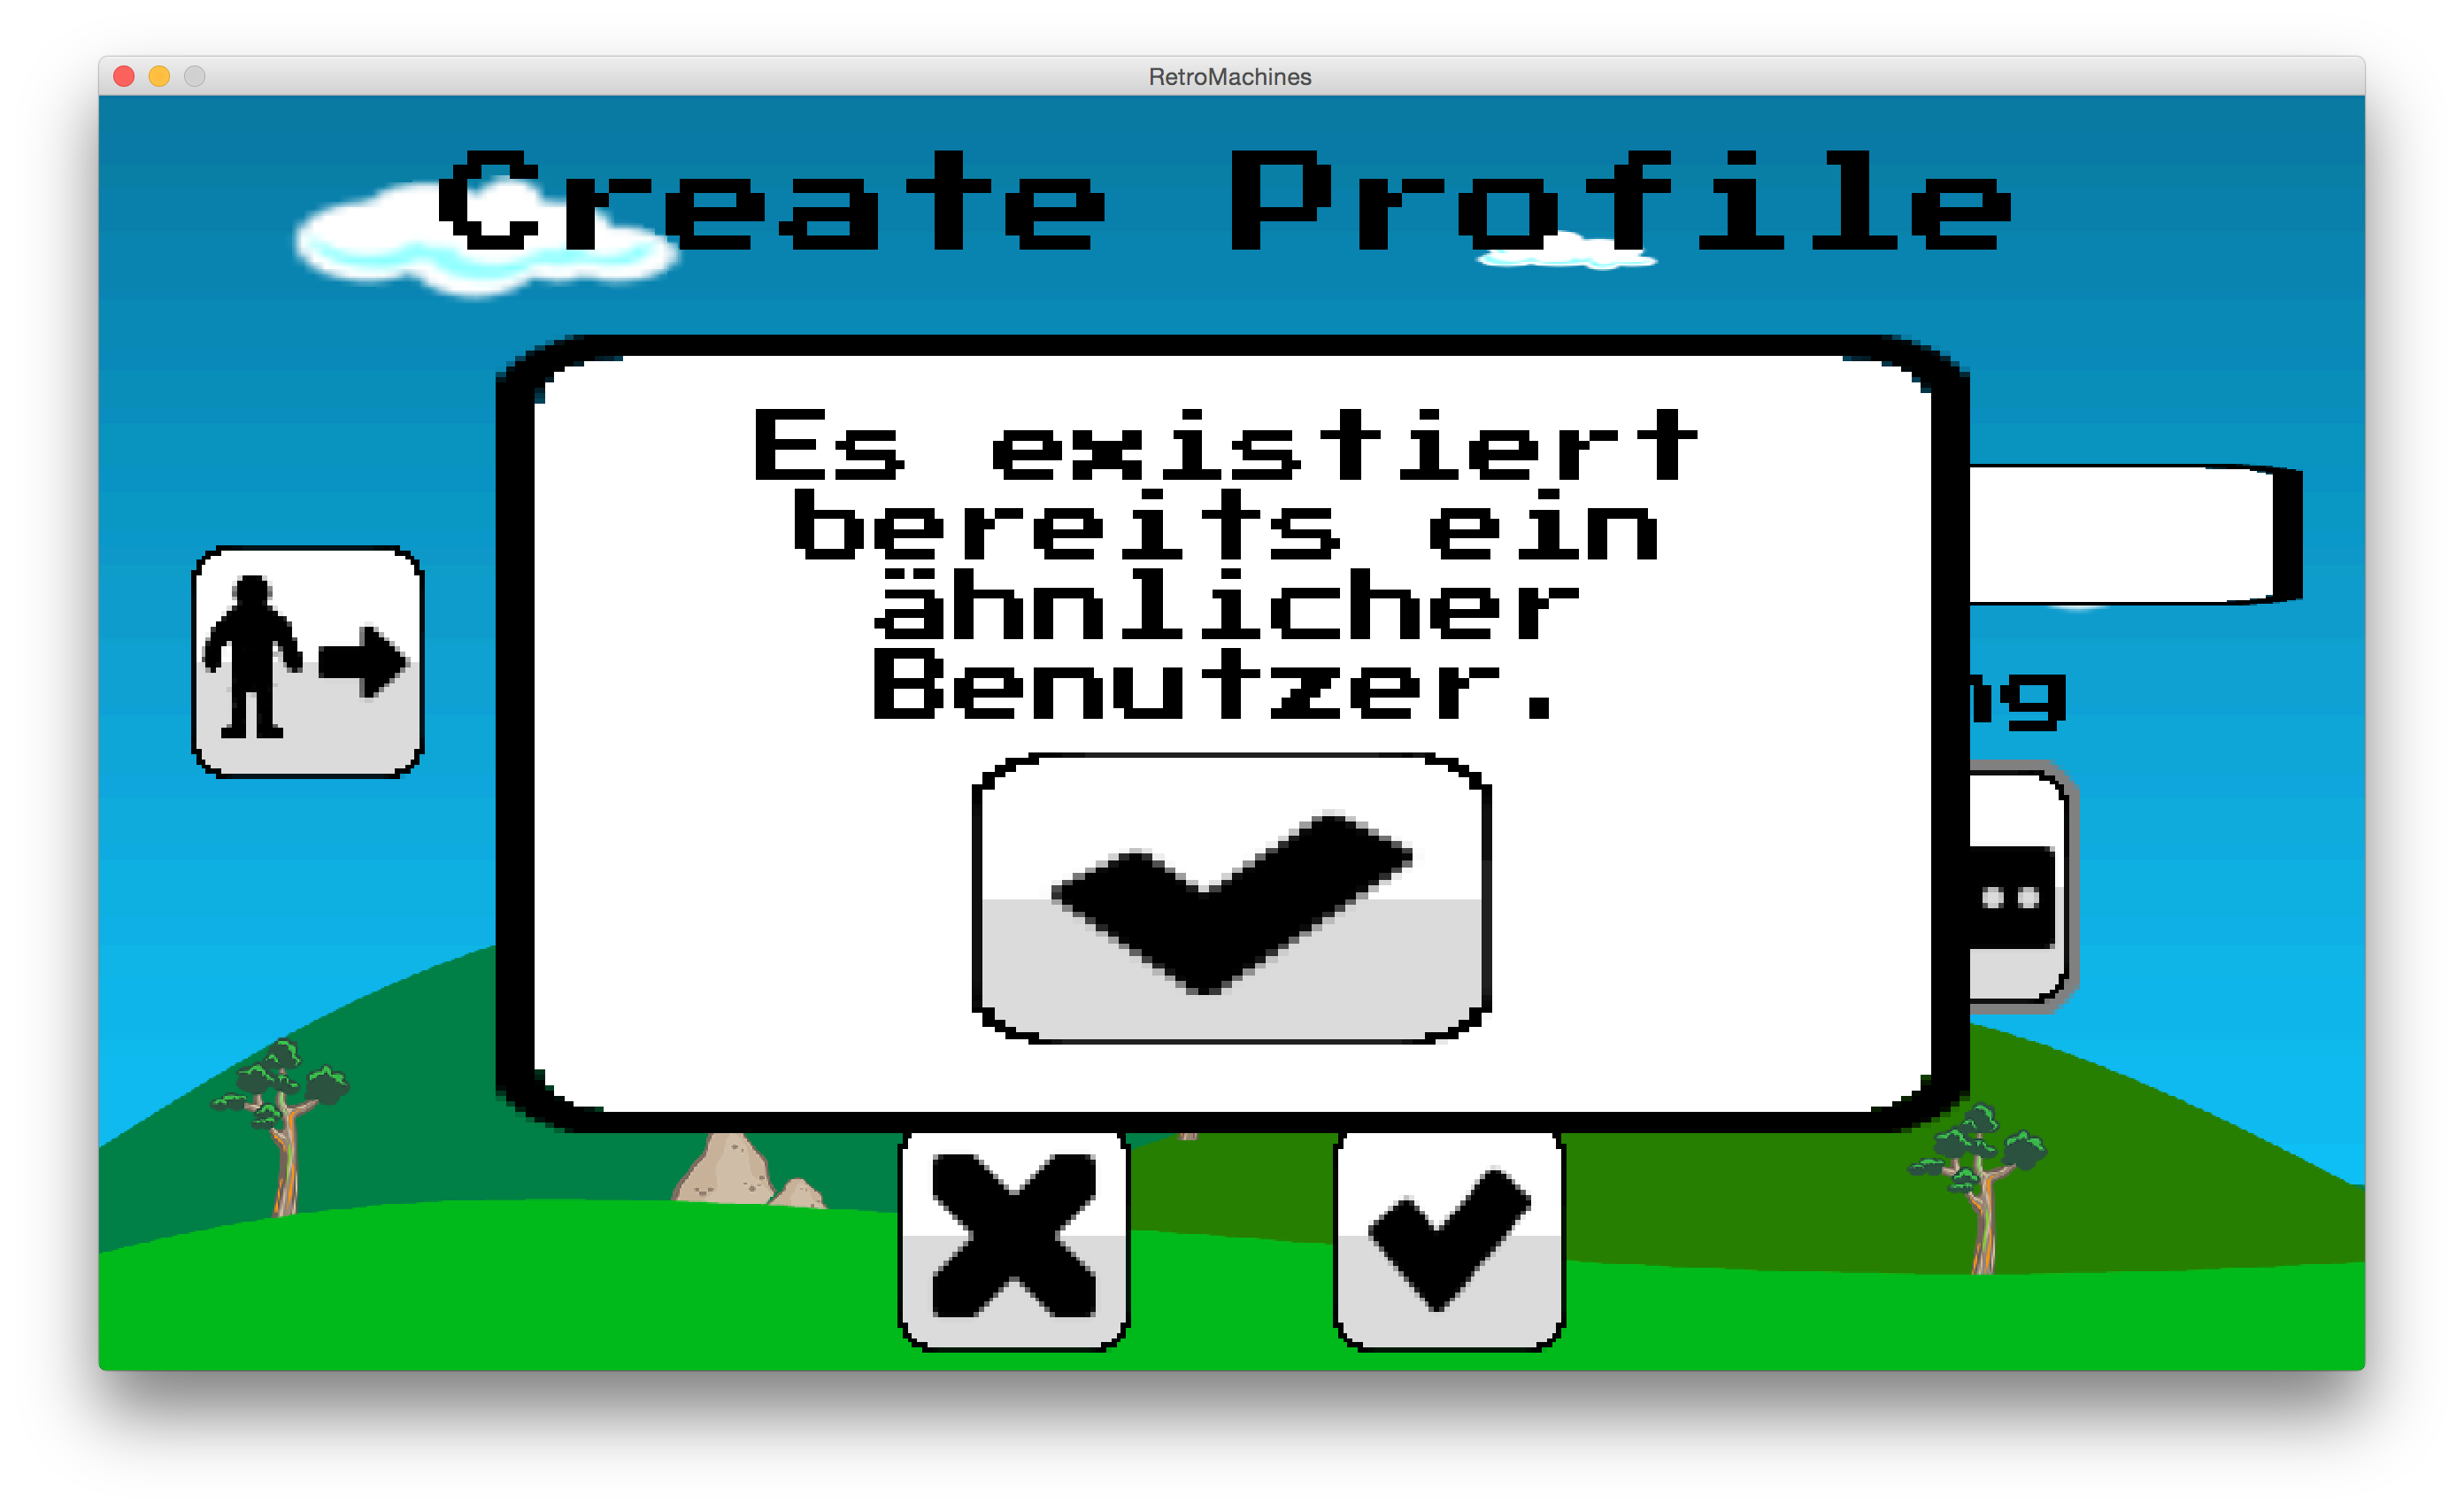 RetroMachines
Create Profile
Es existiert
bereits ein
ähnlicher
Benutzer.